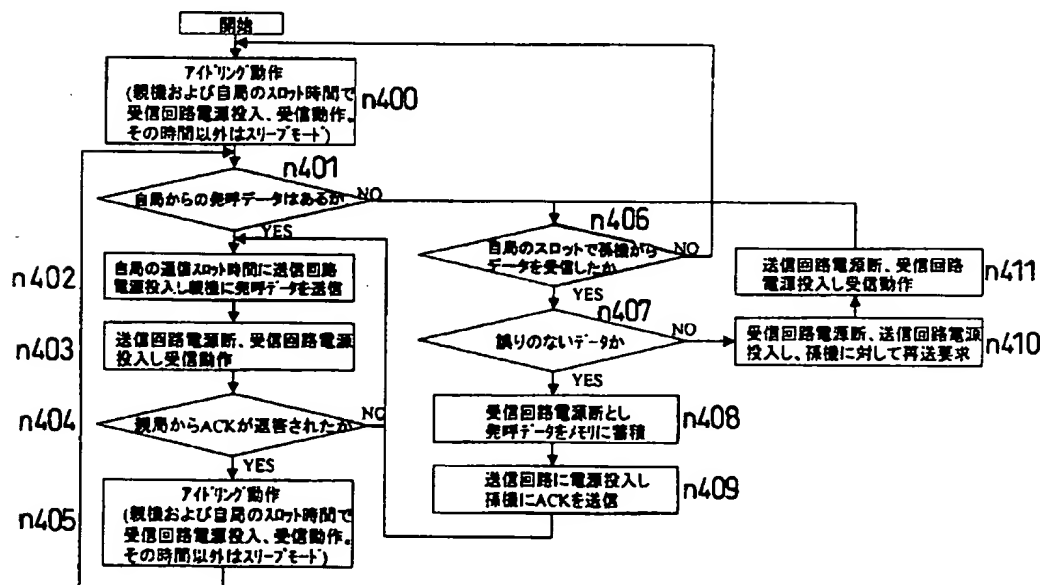 開始
アイドリング動作
(親機および自局のスロット時間で
受信回路電源投入、受信動作。
その時間以外はスリープモード)
n400
n401
自局からの発呼データはあるか
NO
YES
n402
自局の通信スロット時間に送信回路
電源投入し親機に発呼データを送信
n403
送信回路電源断、受信回路電源
投入し受信動作
n404
親局からACKが返答されたか
NO
YES
n405
アイドリング動作
(親機および自局のスロット時間で
受信回路電源投入、受信動作。
その時間以外はスリープモード)
n406
自局のスロットで孫機から
データを受信したか
NO
YES
n407
誤りのないデータか
NO
YES
受信回路電源断とし
発呼データをメモリに蓄積
n408
送信回路に電源投入し
孫機にACKを送信
n409
受信回路電源断、送信回路電源
投入し、孫機に対して再送要求
n410
送信回路電源断、受信回路
電源投入し受信動作
n411